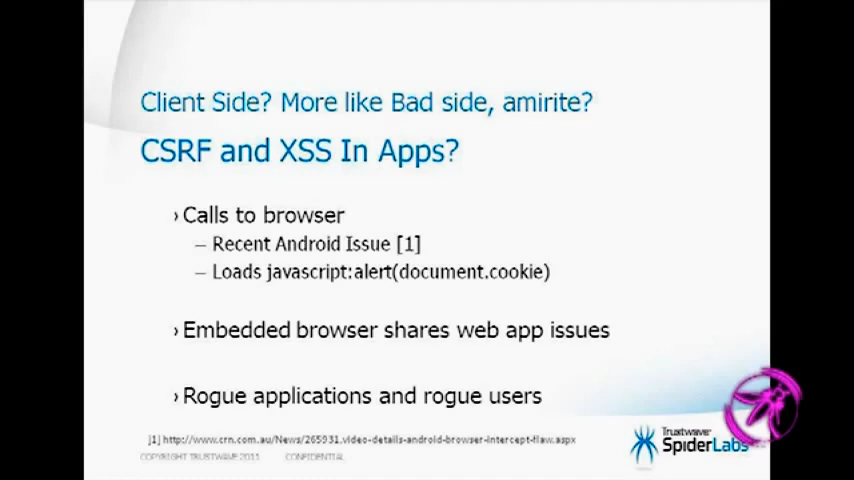 Client Side? More like Bad side, amirite?
CSRF and XSS In Apps?
› Calls to browser
– Recent Android Issue [1]
– Loads javascript:alert(document.cookie)
› Embedded browser shares web app issues
› Rogue applications and rogue users
[1] http://www.crn.com.au/News/265931,video-details-android-browser-intercept-flaw.aspx
Trustwave
SpiderLabs
COPYRIGHT TRUSTWAVE 2011 CONFIDENTIAL